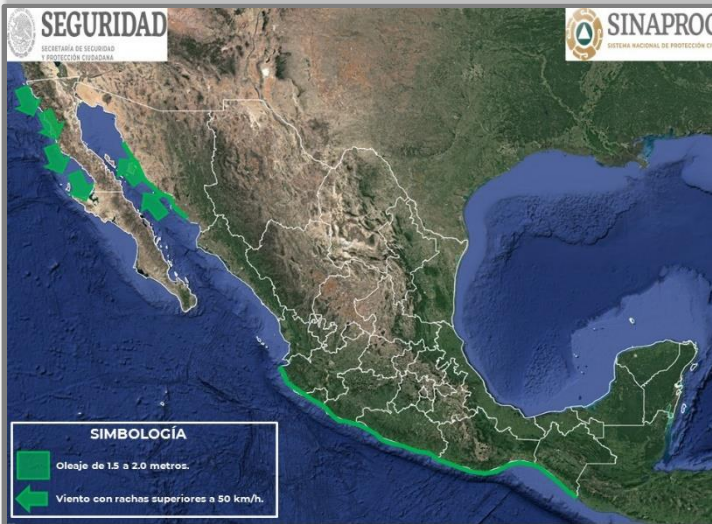 SEGURIDAD
SECRETARÍA DE SEGURIDAD
Y PROTECCIÓN CIUDADANA
SINAPROC
SISTEMA NACIONAL DE PROTECCIÓN CI
SIMBOLOGÍA
Oleaje de 1.5 a 2.0 metros.
Viento con rachas superiores a 50 km/h.